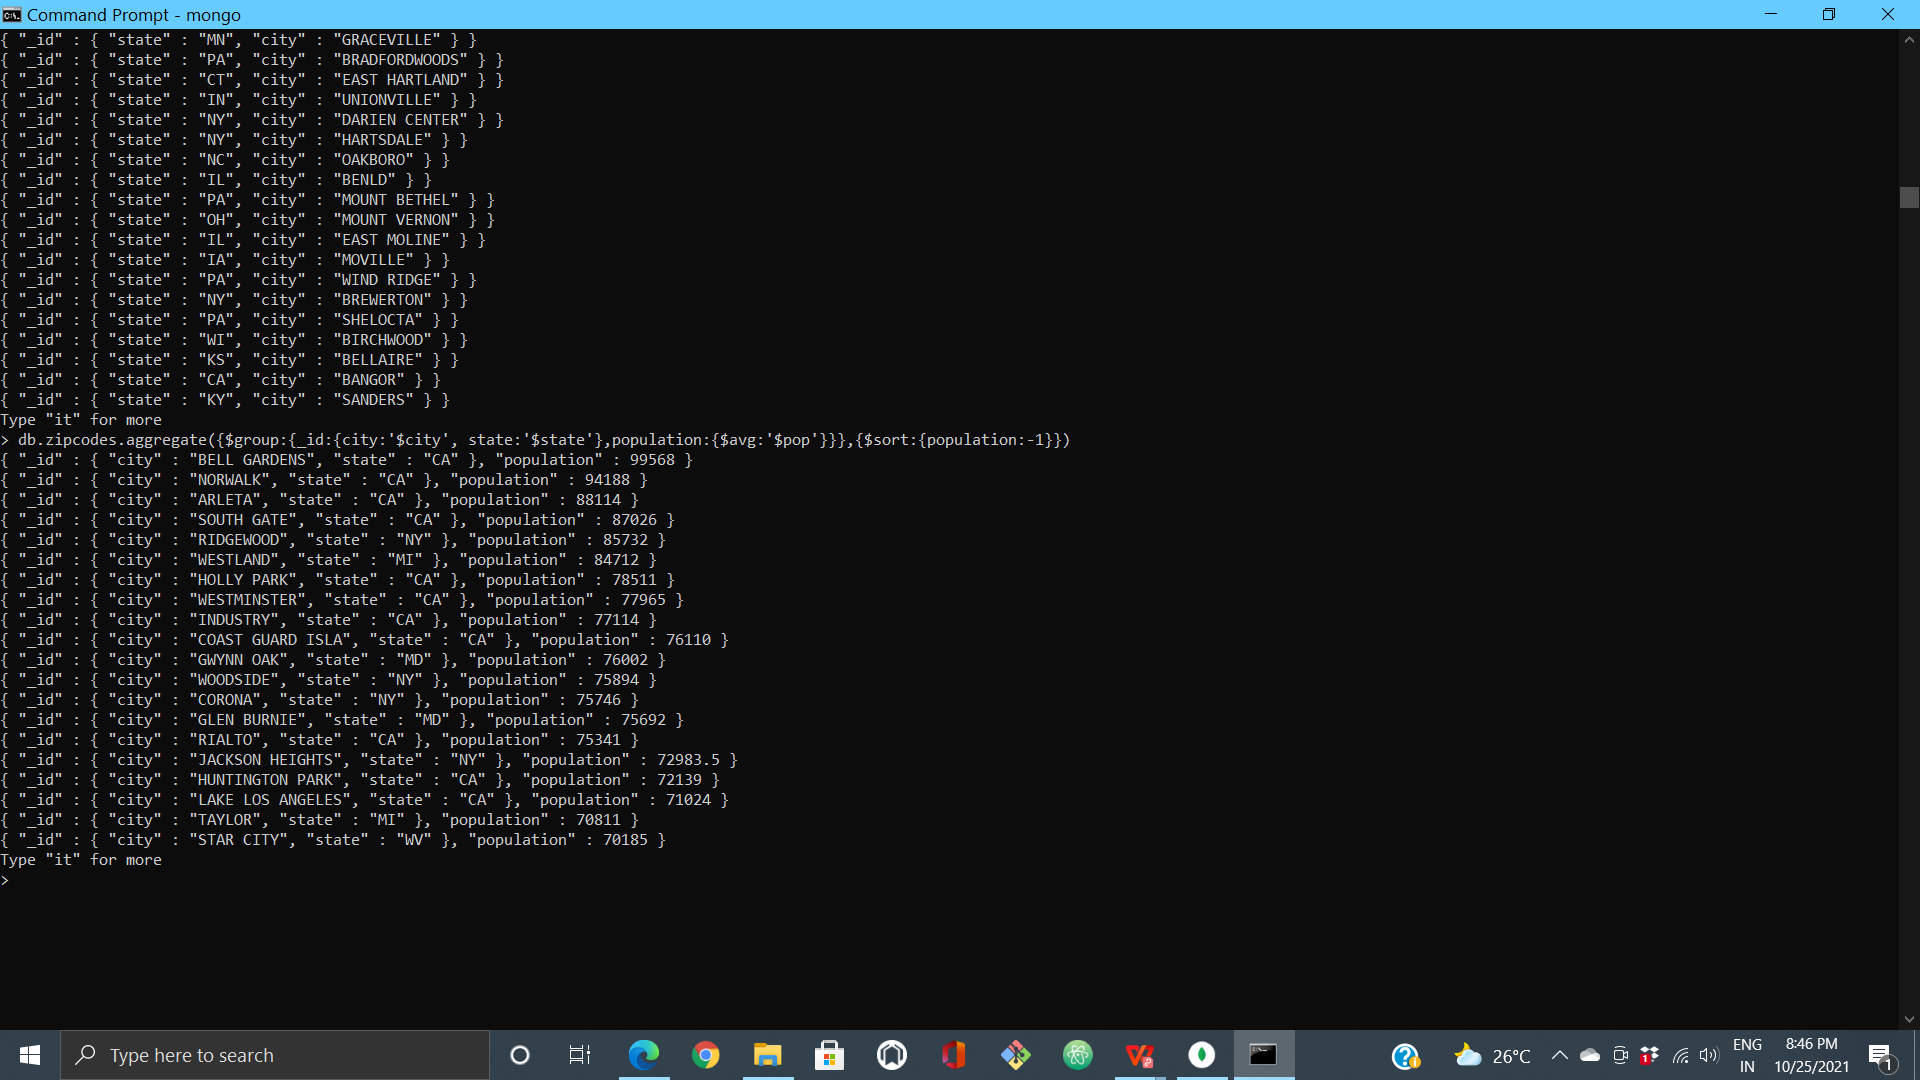 Command Prompt - mongo
{ "_id" : { "state" : "MN", "city" : "GRACEVILLE" } }
{ "_id" : { "state" : "PA", "city" : "BRADFORDWOODS" } }
{ "_id" : { "state" : "CT", "city" : "EAST HARTLAND" } }
{ "_id" : { "state" : "IN", "city" : "UNIONVILLE" } }
{ "_id" : { "state" : "NY", "city" : "DARIEN CENTER" } }
{ "_id" : { "state" : "NY", "city" : "HARTSDALE" } }
{ "_id" : { "state" : "NC", "city" : "OAKBORO" } }
{ "_id" : { "state" : "IL", "city" : "BENLD" } }
{ "_id" : { "state" : "PA", "city" : "MOUNT BETHEL" } }
{ "_id" : { "state" : "OH", "city" : "MOUNT VERNON" } }
{ "_id" : { "state" : "IL", "city" : "EAST MOLINE" } }
{ "_id" : { "state" : "IA", "city" : "MOVILLE" } }
{ "_id" : { "state" : "PA", "city" : "WIND RIDGE" } }
{ "_id" : { "state" : "NY", "city" : "BREWERTON" } }
{ "_id" : { "state" : "PA", "city" : "SHELOCTA" } }
{ "_id" : { "state" : "WI", "city" : "BIRCHWOOD" } }
{ "_id" : { "state" : "KS", "city" : "BELLAIRE" } }
{ "_id" : { "state" : "CA", "city" : "BANGOR" } }
{ "_id" : { "state" : "KY", "city" : "SANDERS" } }
Type "it" for more
> db.zipcodes.aggregate({$group:{_id:{city:'$city', state:'$state'},population:{$avg:'$pop'}}},{$sort:{population:-1}})
{ "_id" : { "city" : "BELL GARDENS", "state" : "CA" }, "population" : 99568 }
{ "_id" : { "city" : "NORWALK", "state" : "CA" }, "population" : 94188 }
{ "_id" : { "city" : "ARLETA", "state" : "CA" }, "population" : 88114 }
{ "_id" : { "city" : "SOUTH GATE", "state" : "CA" }, "population" : 87026 }
{ "_id" : { "city" : "RIDGEWOOD", "state" : "NY" }, "population" : 85732 }
{ "_id" : { "city" : "WESTLAND", "state" : "MI" }, "population" : 84712 }
{ "_id" : { "city" : "HOLLY PARK", "state" : "CA" }, "population" : 78511 }
{ "_id" : { "city" : "WESTMINSTER", "state" : "CA" }, "population" : 77965 }
{ "_id" : { "city" : "INDUSTRY", "state" : "CA" }, "population" : 77114 }
{ "_id" : { "city" : "COAST GUARD ISLA", "state" : "CA" }, "population" : 76110 }
{ "_id" : { "city" : "GWYNN OAK", "state" : "MD" }, "population" : 76002 }
{ "_id" : { "city" : "WOODSIDE", "state" : "NY" }, "population" : 75894 }
{ "_id" : { "city" : "CORONA", "state" : "NY" }, "population" : 75746 }
{ "_id" : { "city" : "GLEN BURNIE", "state" : "MD" }, "population" : 75692 }
{ "_id" : { "city" : "RIALTO", "state" : "CA" }, "population" : 75341 }
{ "_id" : { "city" : "JACKSON HEIGHTS", "state" : "NY" }, "population" : 72983.5 }
{ "_id" : { "city" : "HUNTINGTON PARK", "state" : "CA" }, "population" : 72139 }
{ "_id" : { "city" : "LAKE LOS ANGELES", "state" : "CA" }, "population" : 71024 }
{ "_id" : { "city" : "TAYLOR", "state" : "MI" }, "population" : 70811 }
{ "_id" : { "city" : "STAR CITY", "state" : "WV" }, "population" : 70185 }
Type "it" for more
>
Type here to search
26°C
ENG
IN
8:46 PM
10/25/2021
1